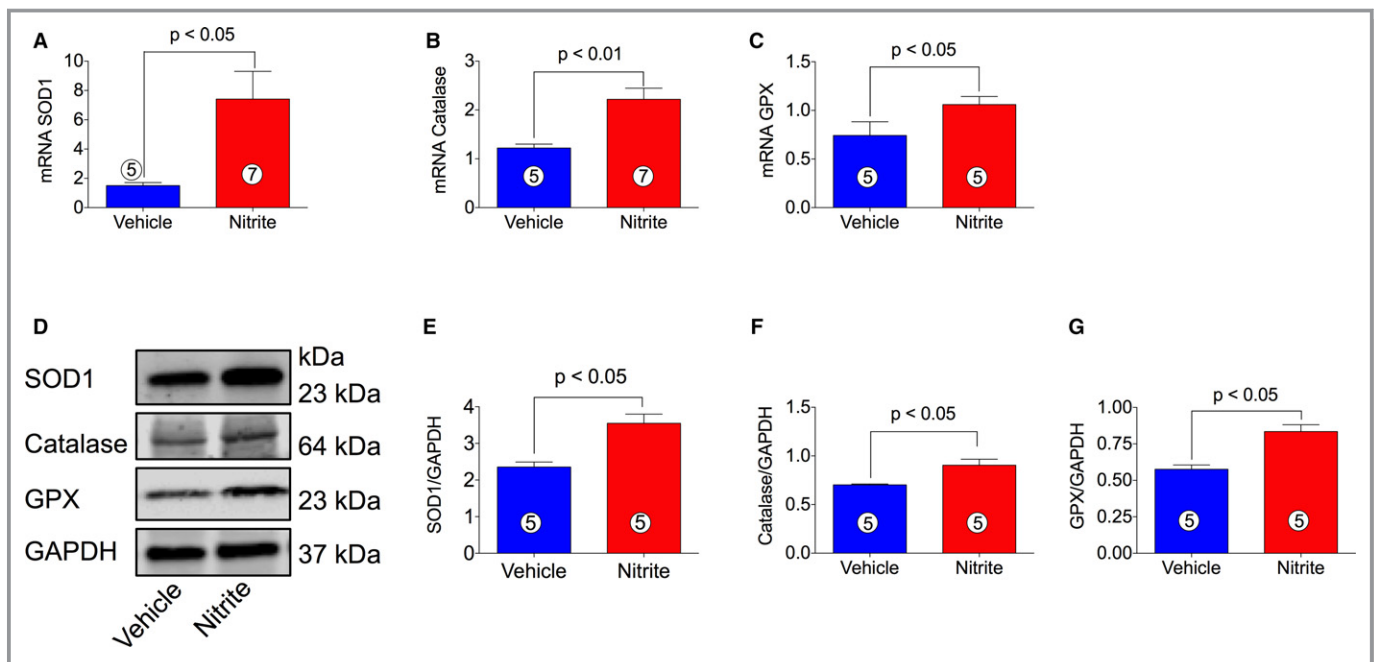 A
p < 0.05
mRNA SOD1
10
8
6
4
2
0
5
7
Vehicle
Nitrite
B
p < 0.01
mRNA Catalase
3
2
1
0
5
7
Vehicle
Nitrite
C
p < 0.05
mRNA GPX
1.5
1.0
0.5
0.0
5
5
Vehicle
Nitrite
D
kDa
SOD1
23 kDa
Catalase
64 kDa
GPX
23 kDa
GAPDH
37 kDa
Vehicle
Nitrite
E
p < 0.05
SOD1/GAPDH
4
3
2
1
0
5
5
Vehicle
Nitrite
F
p < 0.05
Catalase/GAPDH
1.5
1.0
0.5
0.0
5
5
Vehicle
Nitrite
G
p < 0.05
GPX/GAPDH
1.00
0.75
0.50
0.25
0.00
5
5
Vehicle
Nitrite